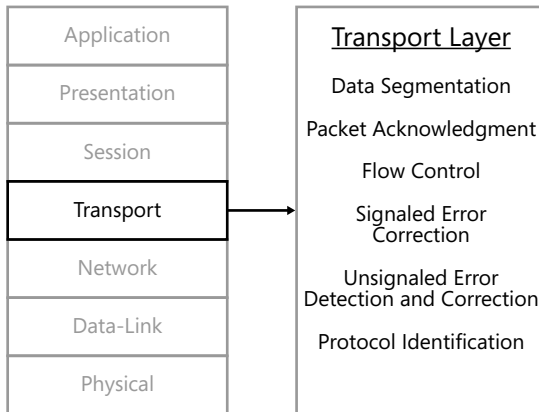 Application
Presentation
Session
Transport
Network
Data-Link
Physical
Transport Layer
Data Segmentation
Packet Acknowledgment
Flow Control
Signaled Error
Correction
Unsignaled Error
Detection and Correction
Protocol Identification